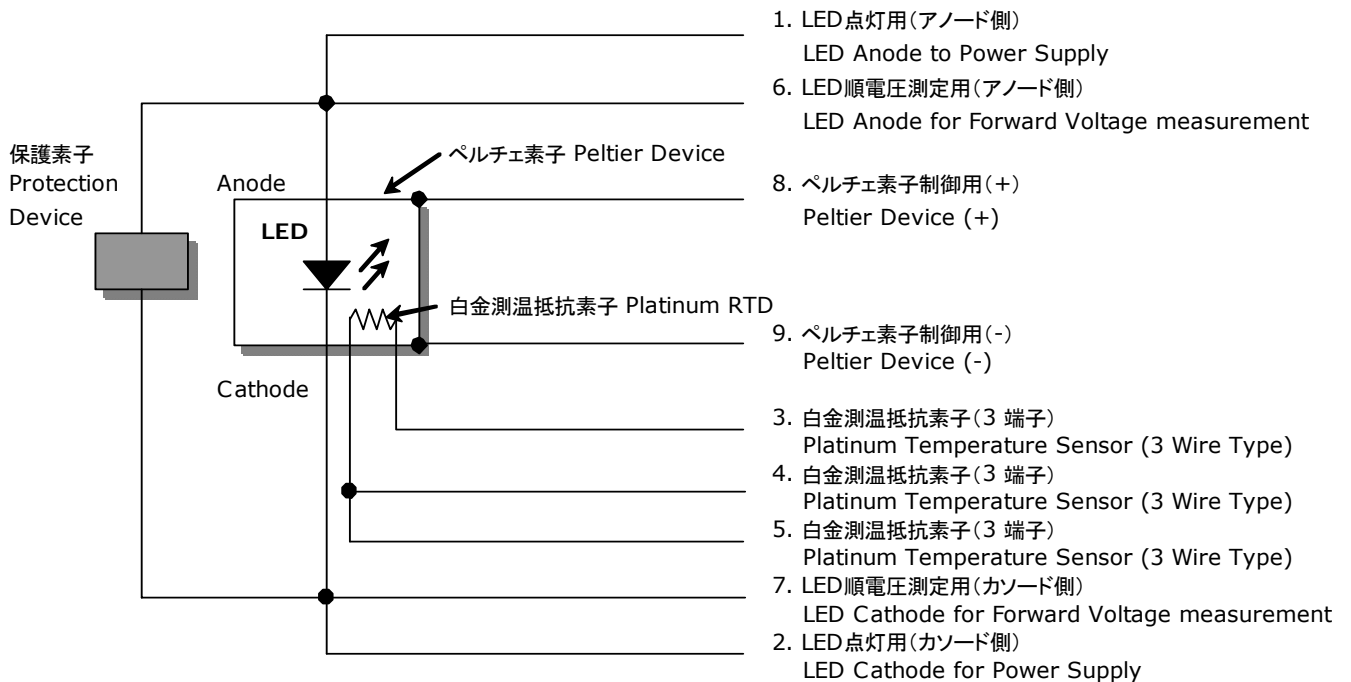 1. LED点灯用(アノード側)
LED Anode to Power Supply
6. LED順電圧測定用(アノード側)
LED Anode for Forward Voltage measurement
保護素子
Protection
Device
ペルチェ素子 Peltier Device
Anode
LED
8. ペルチェ素子制御用(+)
Peltier Device (+)
白金測温抵抗素子 Platinum RTD
9. ペルチェ素子制御用(-)
Peltier Device (-)
Cathode
3. 白金測温抵抗素子(3 端子)
Platinum Temperature Sensor (3 Wire Type)
4. 白金測温抵抗素子(3 端子)
Platinum Temperature Sensor (3 Wire Type)
5. 白金測温抵抗素子(3 端子)
Platinum Temperature Sensor (3 Wire Type)
7. LED順電圧測定用(カソード側)
LED Cathode for Forward Voltage measurement
2. LED点灯用(カソード側)
LED Cathode for Power Supply